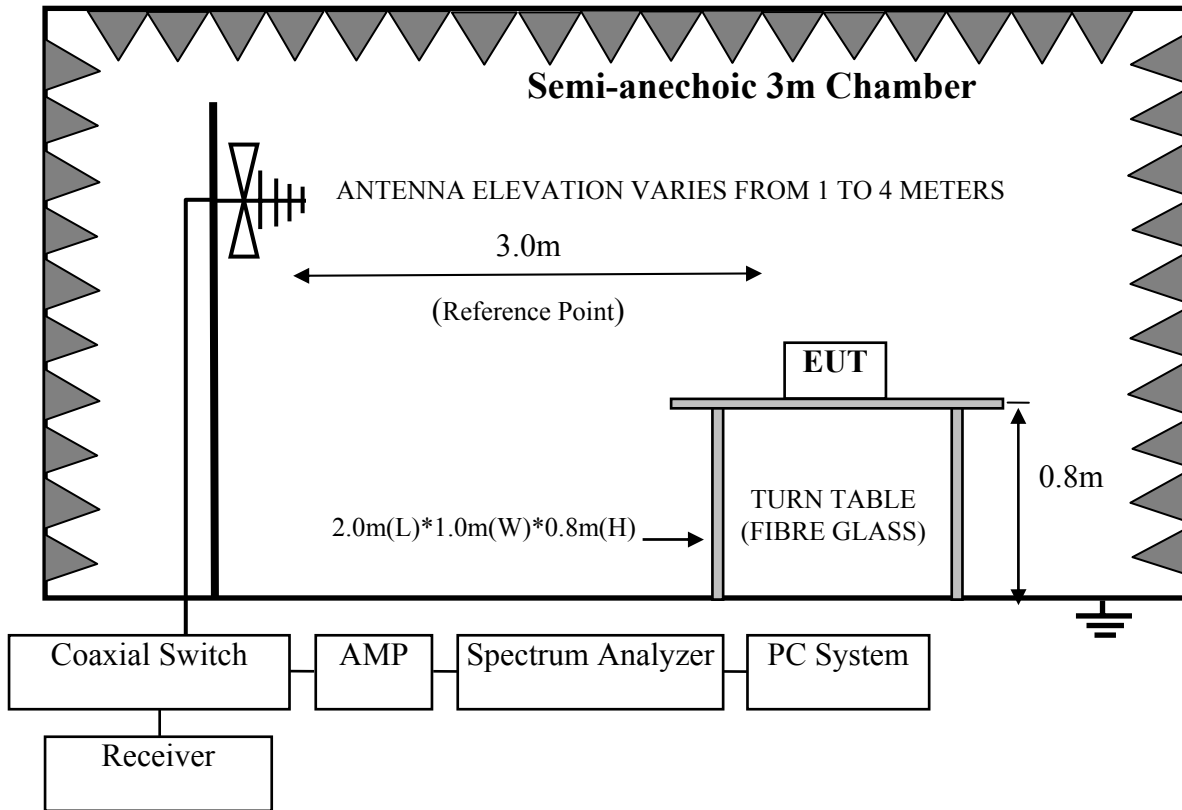 Semi-anechoic 3m Chamber
ANTENNA ELEVATION VARIES FROM 1 TO 4 METERS
3.0m
(Reference Point)
EUT
0.8m
TURN TABLE
(FIBRE GLASS)
2.0m(L)*1.0m(W)*0.8m(H)
Coaxial Switch
AMP
Spectrum Analyzer
PC System
Receiver